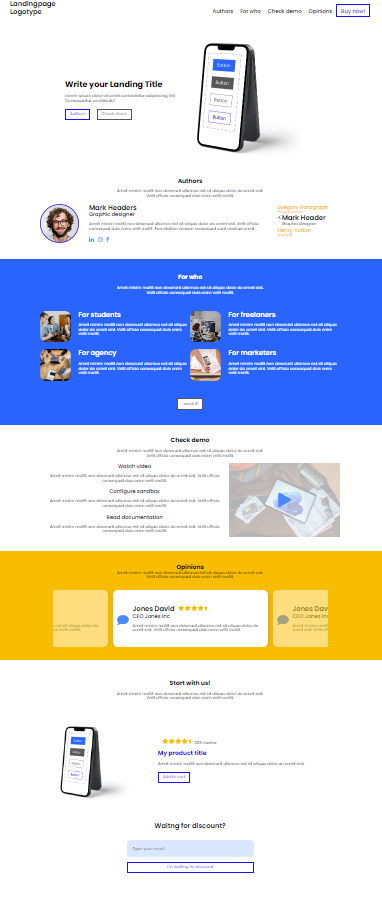 Landingpage
Logotype
Authors
For who
Check demo
Opinions
Buy now!
Write your Landing Title
Lorem ipsum dolor sit amet consectetur adipiscing elit.
Consequatur, architecto!
Authors
Check demo
Button
Button
Button
Button
Authors
Amet minim mollit non deserunt ullamco est sit aliqua dolor do amet sint.
Velit officia consequat duis enim velit mollit.
Mark Headers
Graphic designer
Amet minim mollit non deserunt ullamco est sit aliqua dolor do amet sint. Velit officia
consequat duis enim velit mollit. Exercitation veniam consequat sunt nostrud amet.
Gregory Paragraph
Mark Header
Graphic designer
Henry Action
For who
Amet minim mollit non deserunt ullamco est sit aliqua dolor do amet sint.
Velit officia consequat duis enim velit mollit.
For students
Amet minim mollit non deserunt ullamco est sit aliqua
dolor do amet sint. Velit officia consequat duis enim
velit mollit.
For freelancers
Amet minim mollit non deserunt ullamco est sit aliqua
dolor do amet sint. Velit officia consequat duis enim
velit mollit.
For agency
Amet minim mollit non deserunt ullamco est sit aliqua
dolor do amet sint. Velit officia consequat duis enim
velit mollit.
For marketers
Amet minim mollit non deserunt ullamco est sit aliqua
dolor do amet sint. Velit officia consequat duis enim
velit mollit.
I need it!
Check demo
Amet minim mollit non deserunt ullamco est sit aliqua dolor do amet sint.
Velit officia consequat duis enim velit mollit.
Watch video
Amet minim mollit non deserunt ullamco est sit aliqua dolor do amet sint. Velit officia
consequat duis enim velit mollit.
Configure sandbox
Amet minim mollit non deserunt ullamco est sit aliqua dolor do amet sint. Velit officia
consequat duis enim velit mollit.
Read documentation
Amet minim mollit non deserunt ullamco est sit aliqua dolor do amet sint. Velit officia
consequat duis enim velit mollit.
Opinions
Amet minim mollit non deserunt ullamco est sit aliqua dolor do amet sint.
Velit officia consequat duis enim velit mollit.
Jones David
CEO Jones Inc.
Amet minim mollit non deserunt ullamco est sit aliqua dolor do
amet sint. Velit officia consequat duis enim velit mollit.
Jones Dav
CEO Jones Inc.
Start with us!
Amet minim mollit non deserunt ullamco est sit aliqua dolor do amet sint.
Velit officia consequat duis enim velit mollit.
Button
Button
Button
Button
My product title
Amet minim mollit non deserunt ullamco est sit aliqua dolor do amet sint.
Add to card
Waitng for discount?
Type your email
I'm waiting for discount